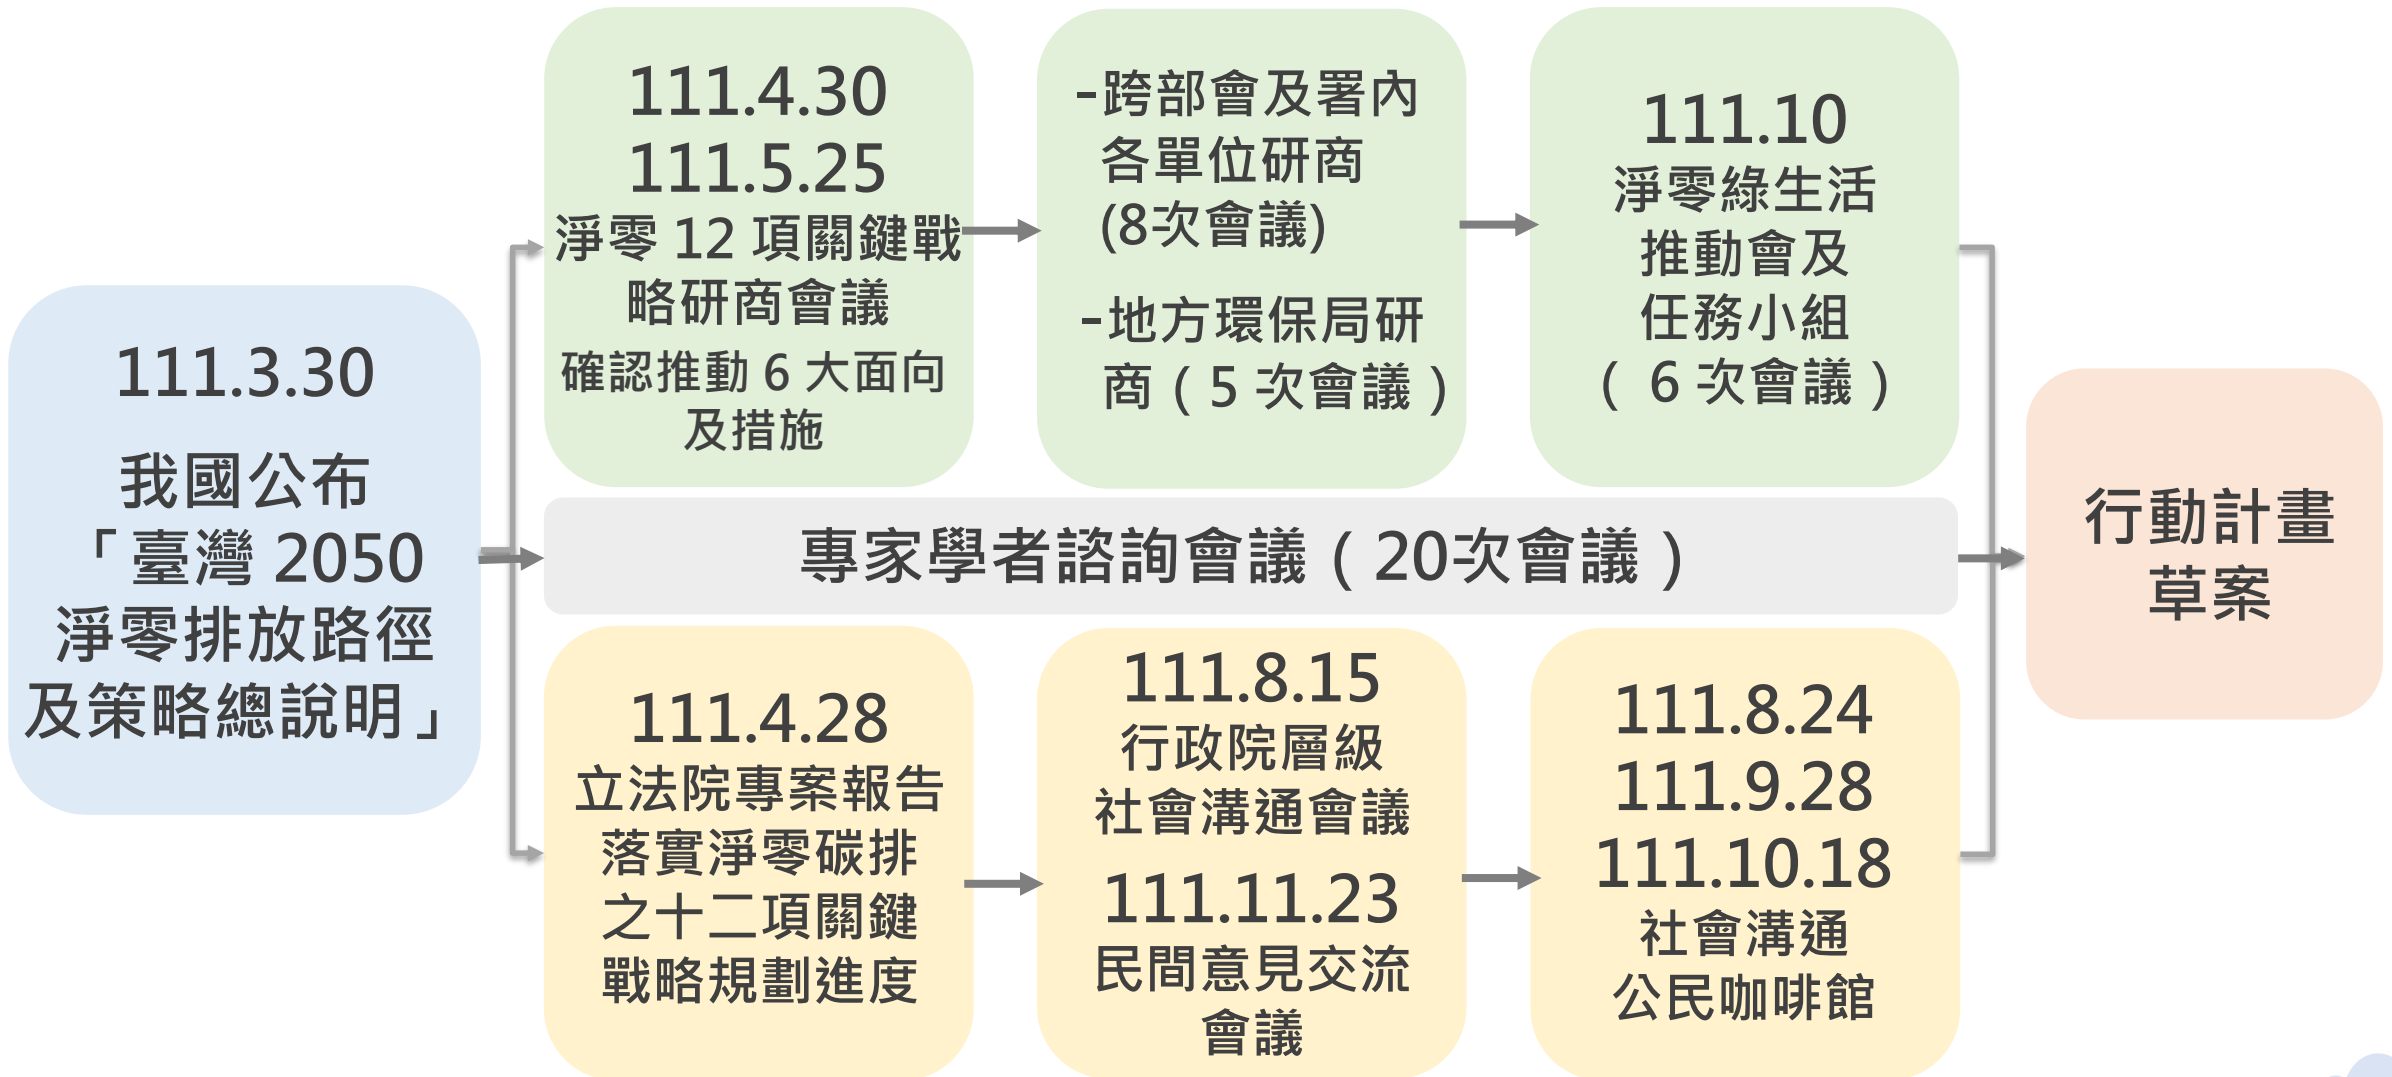 111.3.30
我國公布
「臺灣 2050
淨零排放路徑
及策略總說明」
111.4.30
111.5.25
淨零 12 項關鍵戰
略研商會議
確認推動 6 大面向
及措施
-跨部會及署內
各單位研商
(8次會議)
-地方環保局研
商（5 次會議）
111.10
淨零綠生活
推動會及
任務小組
（ 6 次會議）
專家學者諮詢會議（20次會議）
111.4.28
立法院專案報告
落實淨零碳排
之十二項關鍵
戰略規劃進度
111.8.15
行政院層級
社會溝通會議
111.11.23
民間意見交流
會議
111.8.24
111.9.28
111.10.18
社會溝通
公民咖啡館
行動計畫
草案